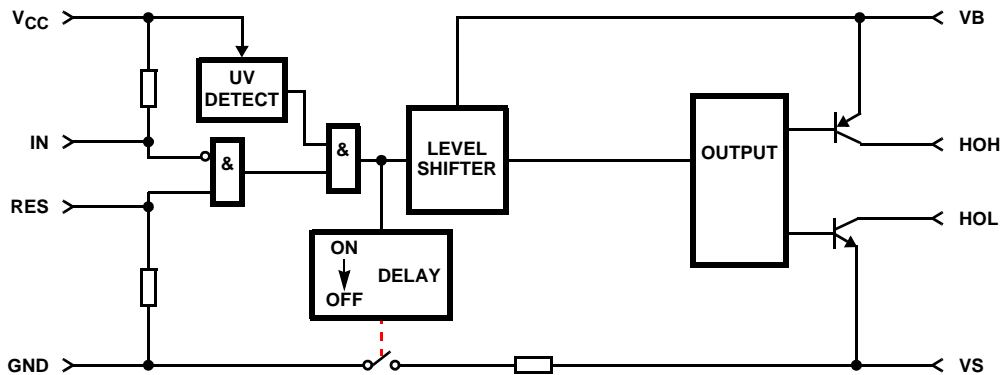 VCC
VB
UV
DETECT
IN
&
&
LEVEL
SHIFTER
OUTPUT
HOH
RES
HOL
ON
DELAY
OFF
GND
VS